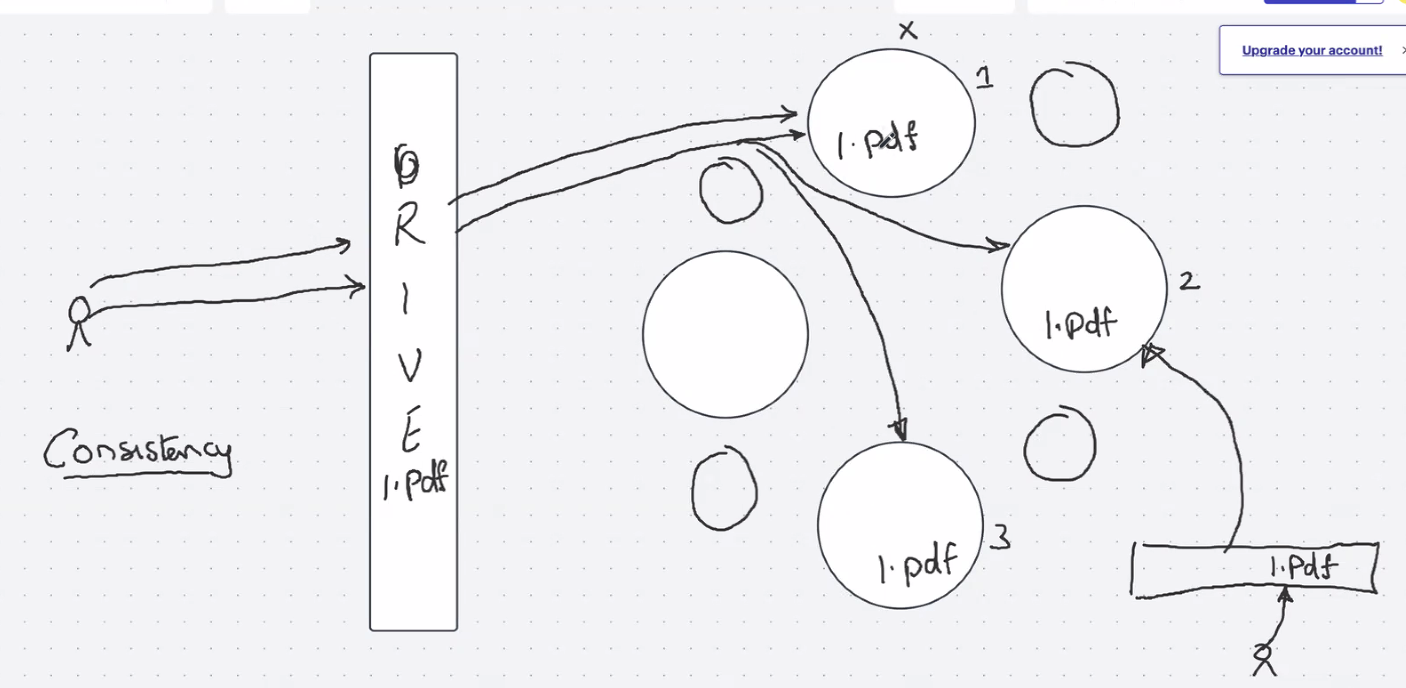 x
1
Upgrade your account!
1.pdf
D
R
I
V
E
1.pdf
2
1.pdf
Consistency
3
1.pdf
1.pdf